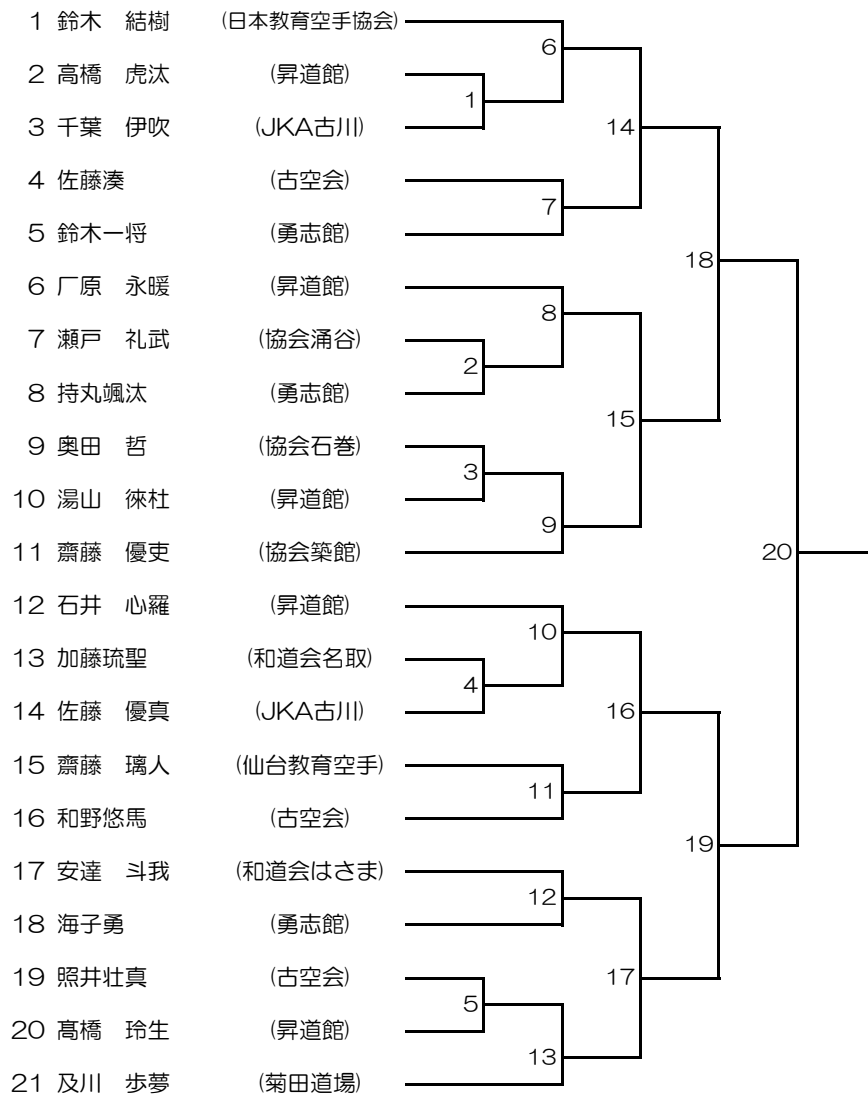 1 鈴木　結樹 (日本教育空手協会)
6
2 高橋　虎汰 (昇道館)
1
3 千葉　伊吹 (JKA古川)
14
4 佐藤湊 (古空会)
7
5 鈴木一将 (勇志館)
18
6 厂原　永暖 (昇道館)
8
7 瀬戸　礼武 (協会涌谷)
2
8 持丸颯汰 (勇志館)
15
9 奥田　哲 (協会石巻)
3
10 湯山　徠杜 (昇道館)
9
11 齋藤　優吏 (協会築館)
20
12 石井　心羅 (昇道館)
10
13 加藤琉聖 (和道会名取)
4
14 佐藤　優真 (JKA古川)
16
15 齋藤　璃人 (仙台教育空手)
11
16 和野悠馬 (古空会)
19
17 安達　斗我 (和道会はさま)
12
18 海子勇 (勇志館)
19 照井壮真 (古空会)
17
5
20 髙橋　玲生 (昇道館)
13
21 及川　歩夢 (菊田道場)